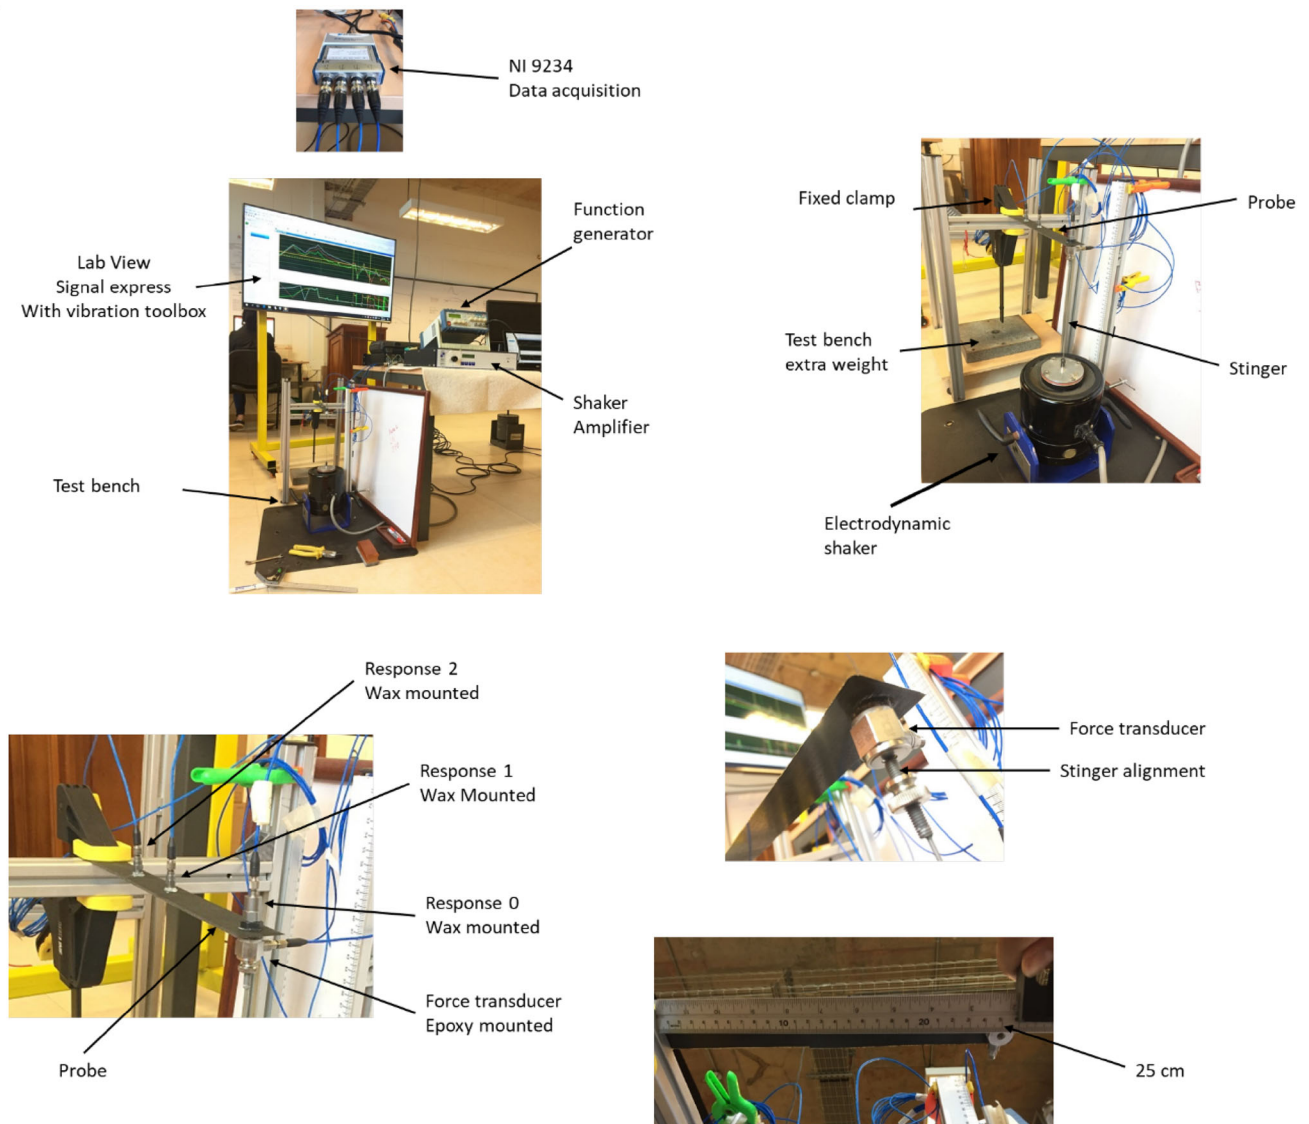 NI 9234
Data acquisition
Function
generator
Lab View
Signal express
With vibration toolbox
Shaker
Amplifier
Test bench
Fixed clamp
Probe
Test bench
extra weight
Stinger
Electrodynamic
shaker
Response 2
Wax mounted
Response 1
Wax Mounted
Response 0
Wax mounted
Force transducer
Epoxy mounted
Probe
Force transducer
Stinger alignment
10
20
25 cm